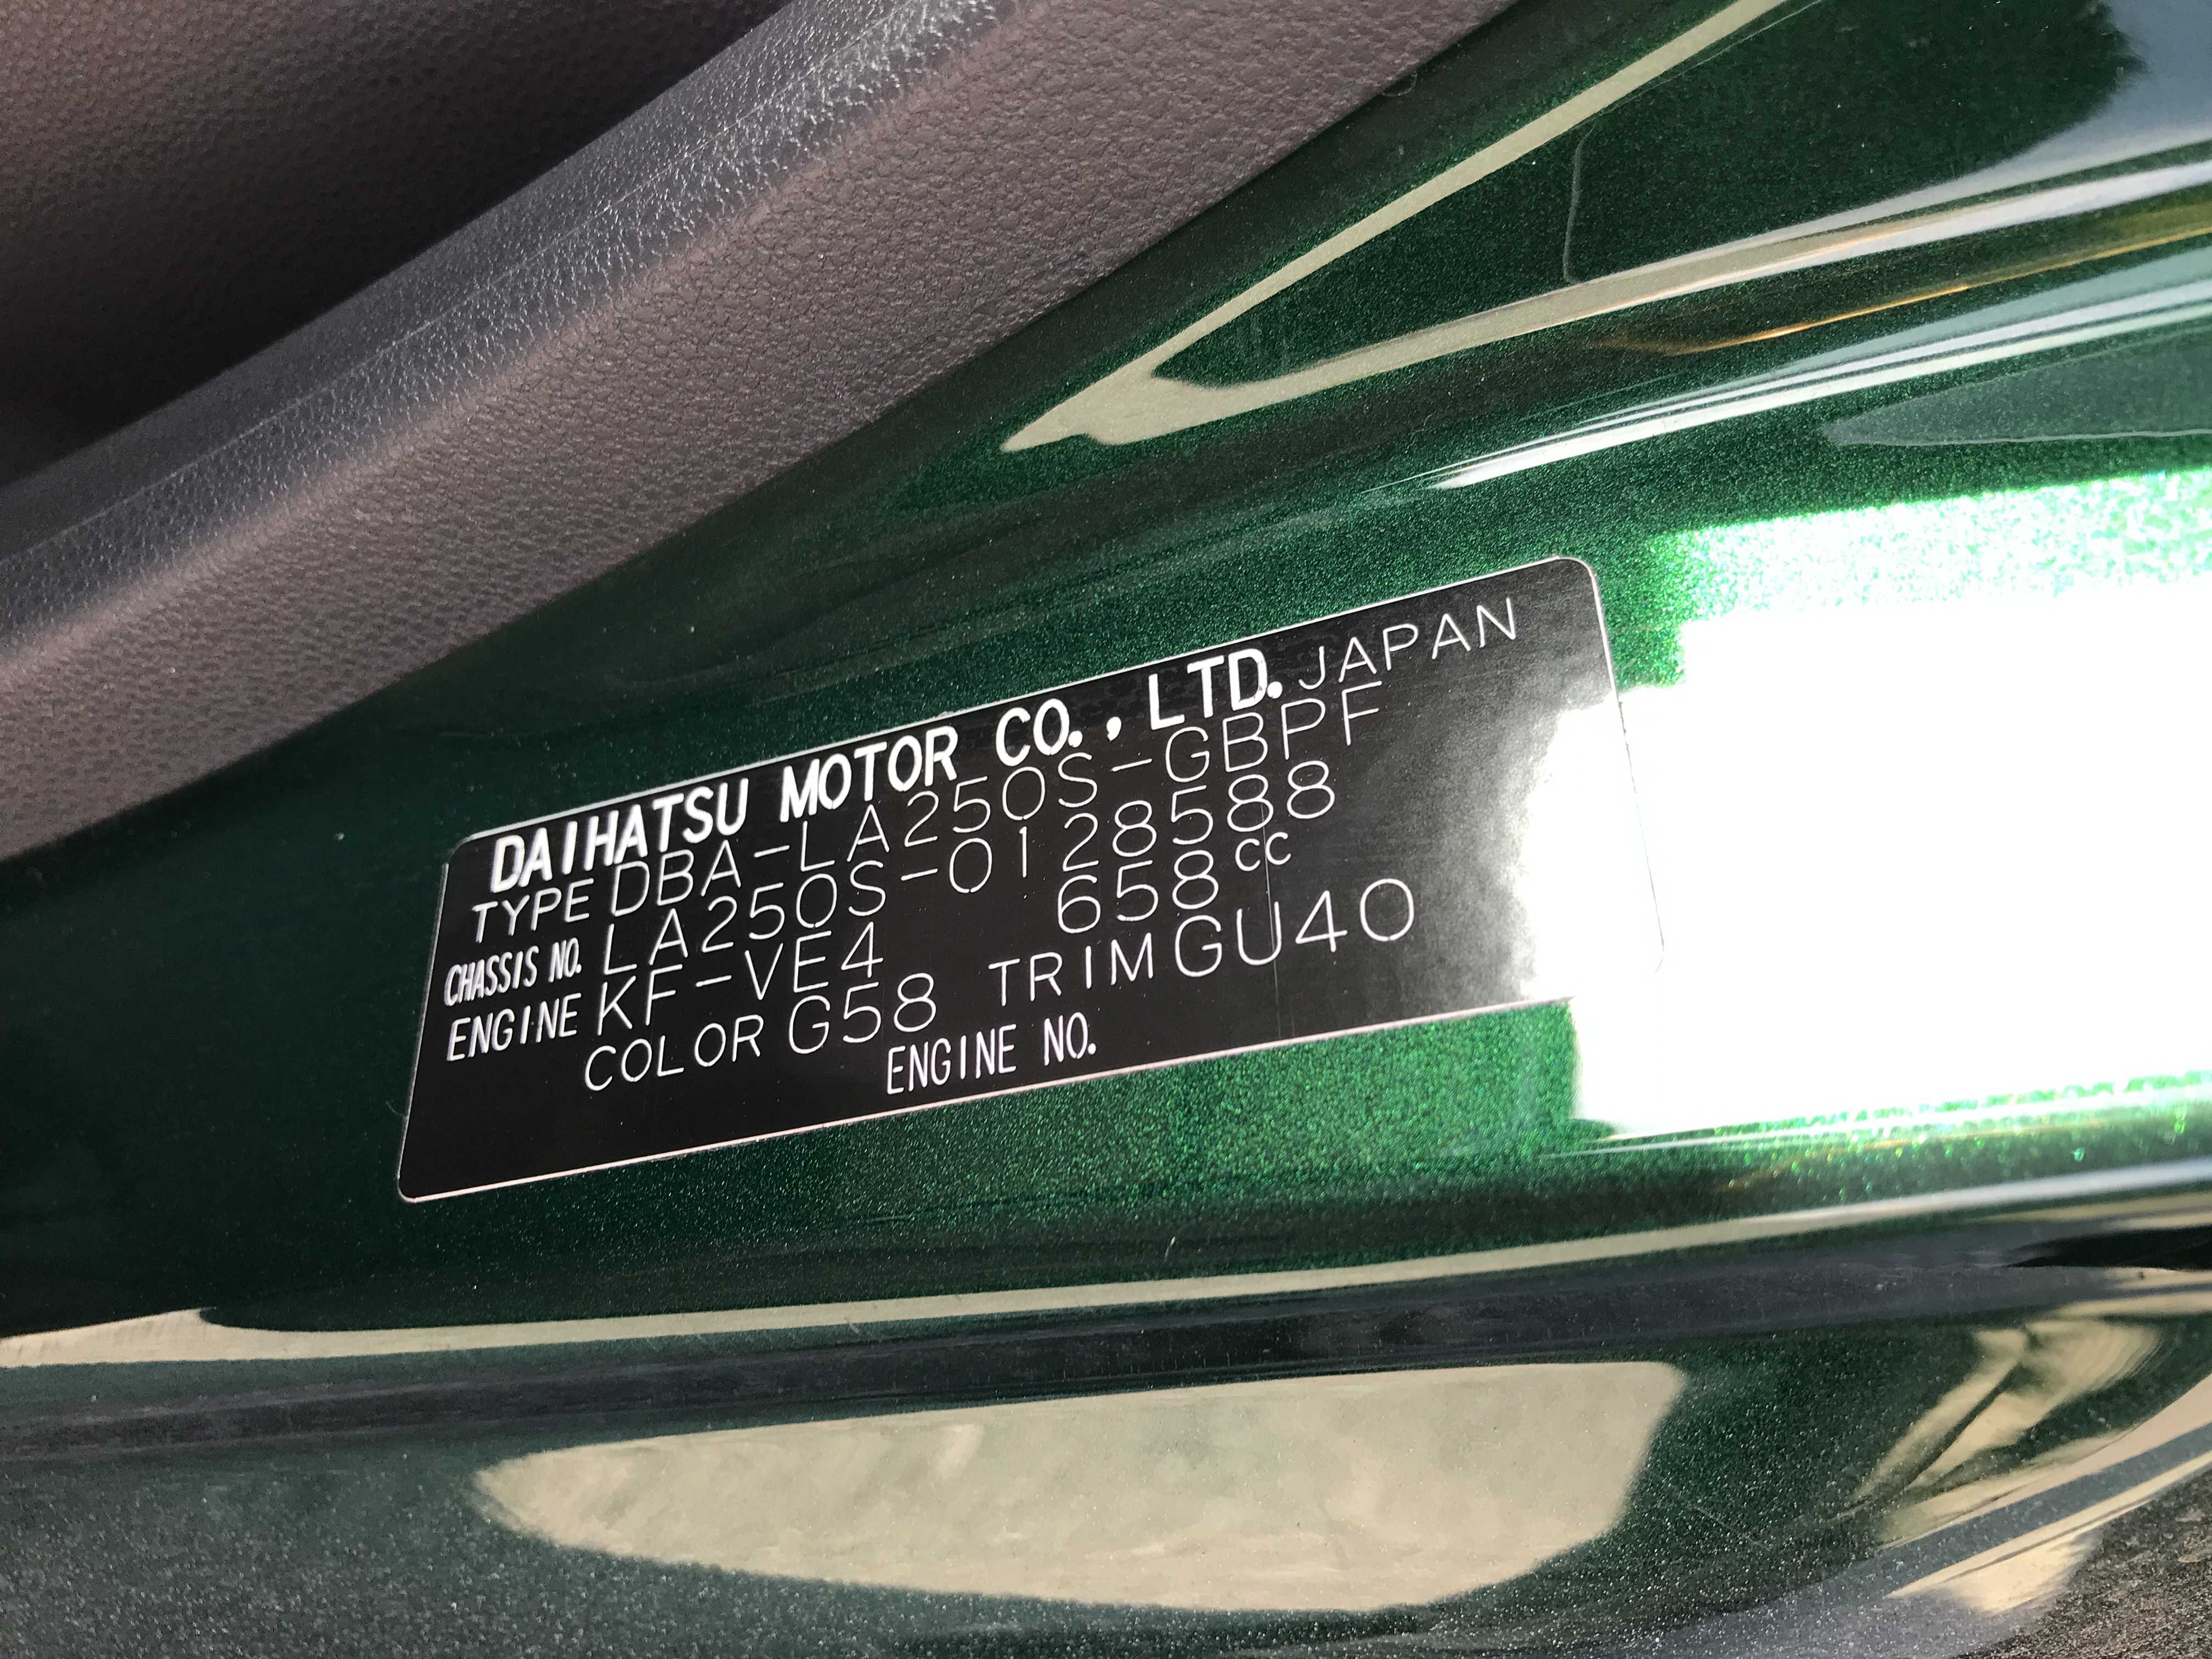 DAIHATSU MOTOR CO., LTD. JAPAN
TYPE DBA-LA250S-GBPF
CHASSIS NO. LA250S-0128588
ENGINE KF-VE4 658cc
COLOR G58 TRIM GU40
ENGINE NO.